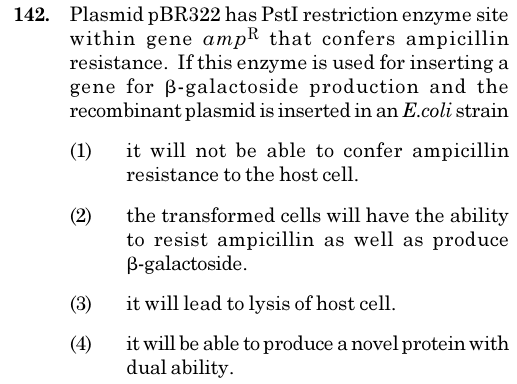 142. Plasmid pBR322 has PstI restriction enzyme site
within gene ampR that confers ampicillin
resistance. If this enzyme is used for inserting a
gene for β-galactoside production and the
recombinant plasmid is inserted in an E.coli strain
(1) it will not be able to confer ampicillin
resistance to the host cell.
(2) the transformed cells will have the ability
to resist ampicillin as well as produce
β-galactoside.
(3) it will lead to lysis of host cell.
(4) it will be able to produce a novel protein with
dual ability.